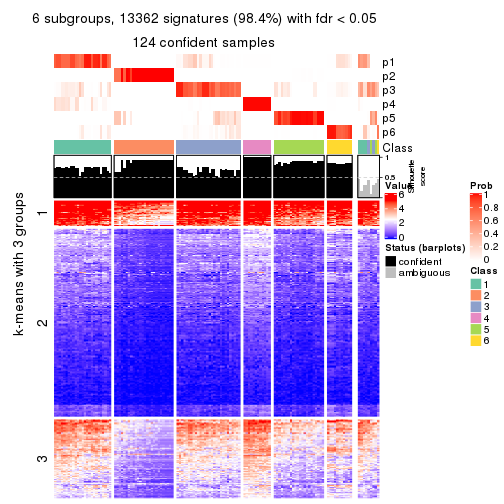 6 subgroups, 13362 signatures (98.4%) with fdr < 0.05
124 confident samples
p1
p2
p3
p4
p5
p6
Class
1
0.5
Silhouette
score
k-means with 3 groups
1
2
3
Value
6
4
2
0
Status (barplots)
confident
ambiguous
Prob
1
0.8
0.6
0.4
0.2
0
Class
1
2
3
4
5
6